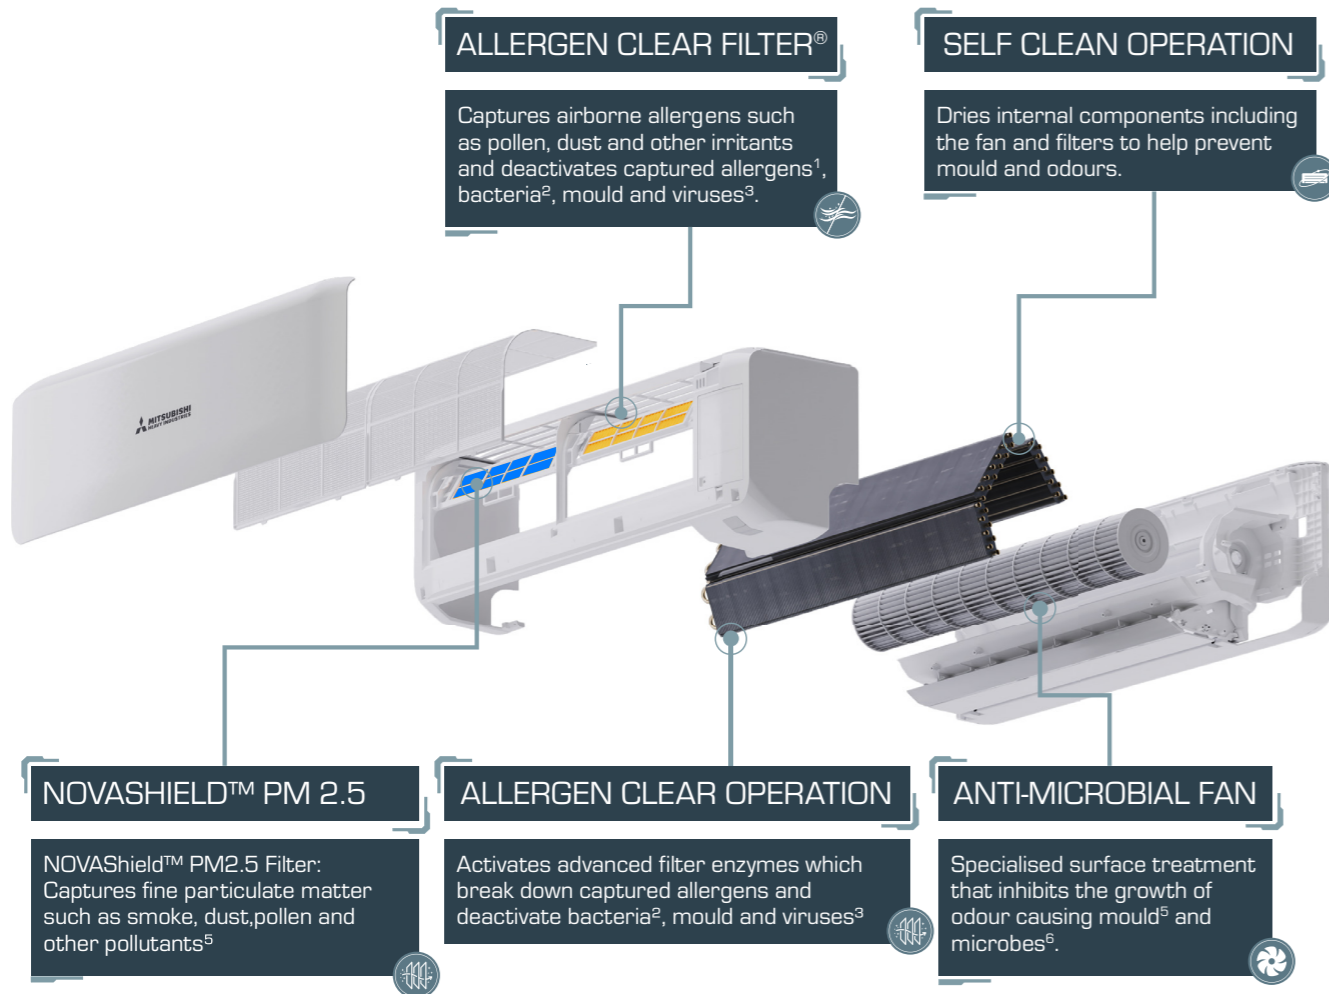 ALLERGEN CLEAR FILTER®
Captures airborne allergens such
as pollen, dust and other irritants
and deactivates captured allergens¹,
bacteria², mould and viruses³.
SELF CLEAN OPERATION
Dries internal components including
the fan and filters to help prevent
mould and odours.
MITSUBISHI
HEAVY INDUSTRIES
NOVASHIELD™ PM 2.5
NOVAShield™ PM2.5 Filter:
Captures fine particulate matter
such as smoke, dust,pollen and
other pollutants⁵
ALLERGEN CLEAR OPERATION
Activates advanced filter enzymes which
break down captured allergens and
deactivate bacteria², mould and viruses³
ANTI-MICROBIAL FAN
Specialised surface treatment
that inhibits the growth of
odour causing mould⁵ and
microbes⁶.